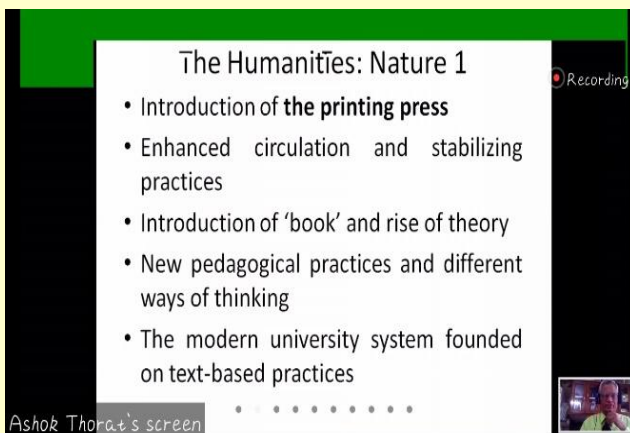 The Humanities: Nature 1
Recording
• Introduction of the printing press
• Enhanced circulation and stabilizing
practices
• Introduction of 'book' and rise of theory
• New pedagogical practices and different
ways of thinking
• The modern university system founded
on text-based practices
Ashok Thorat's screen